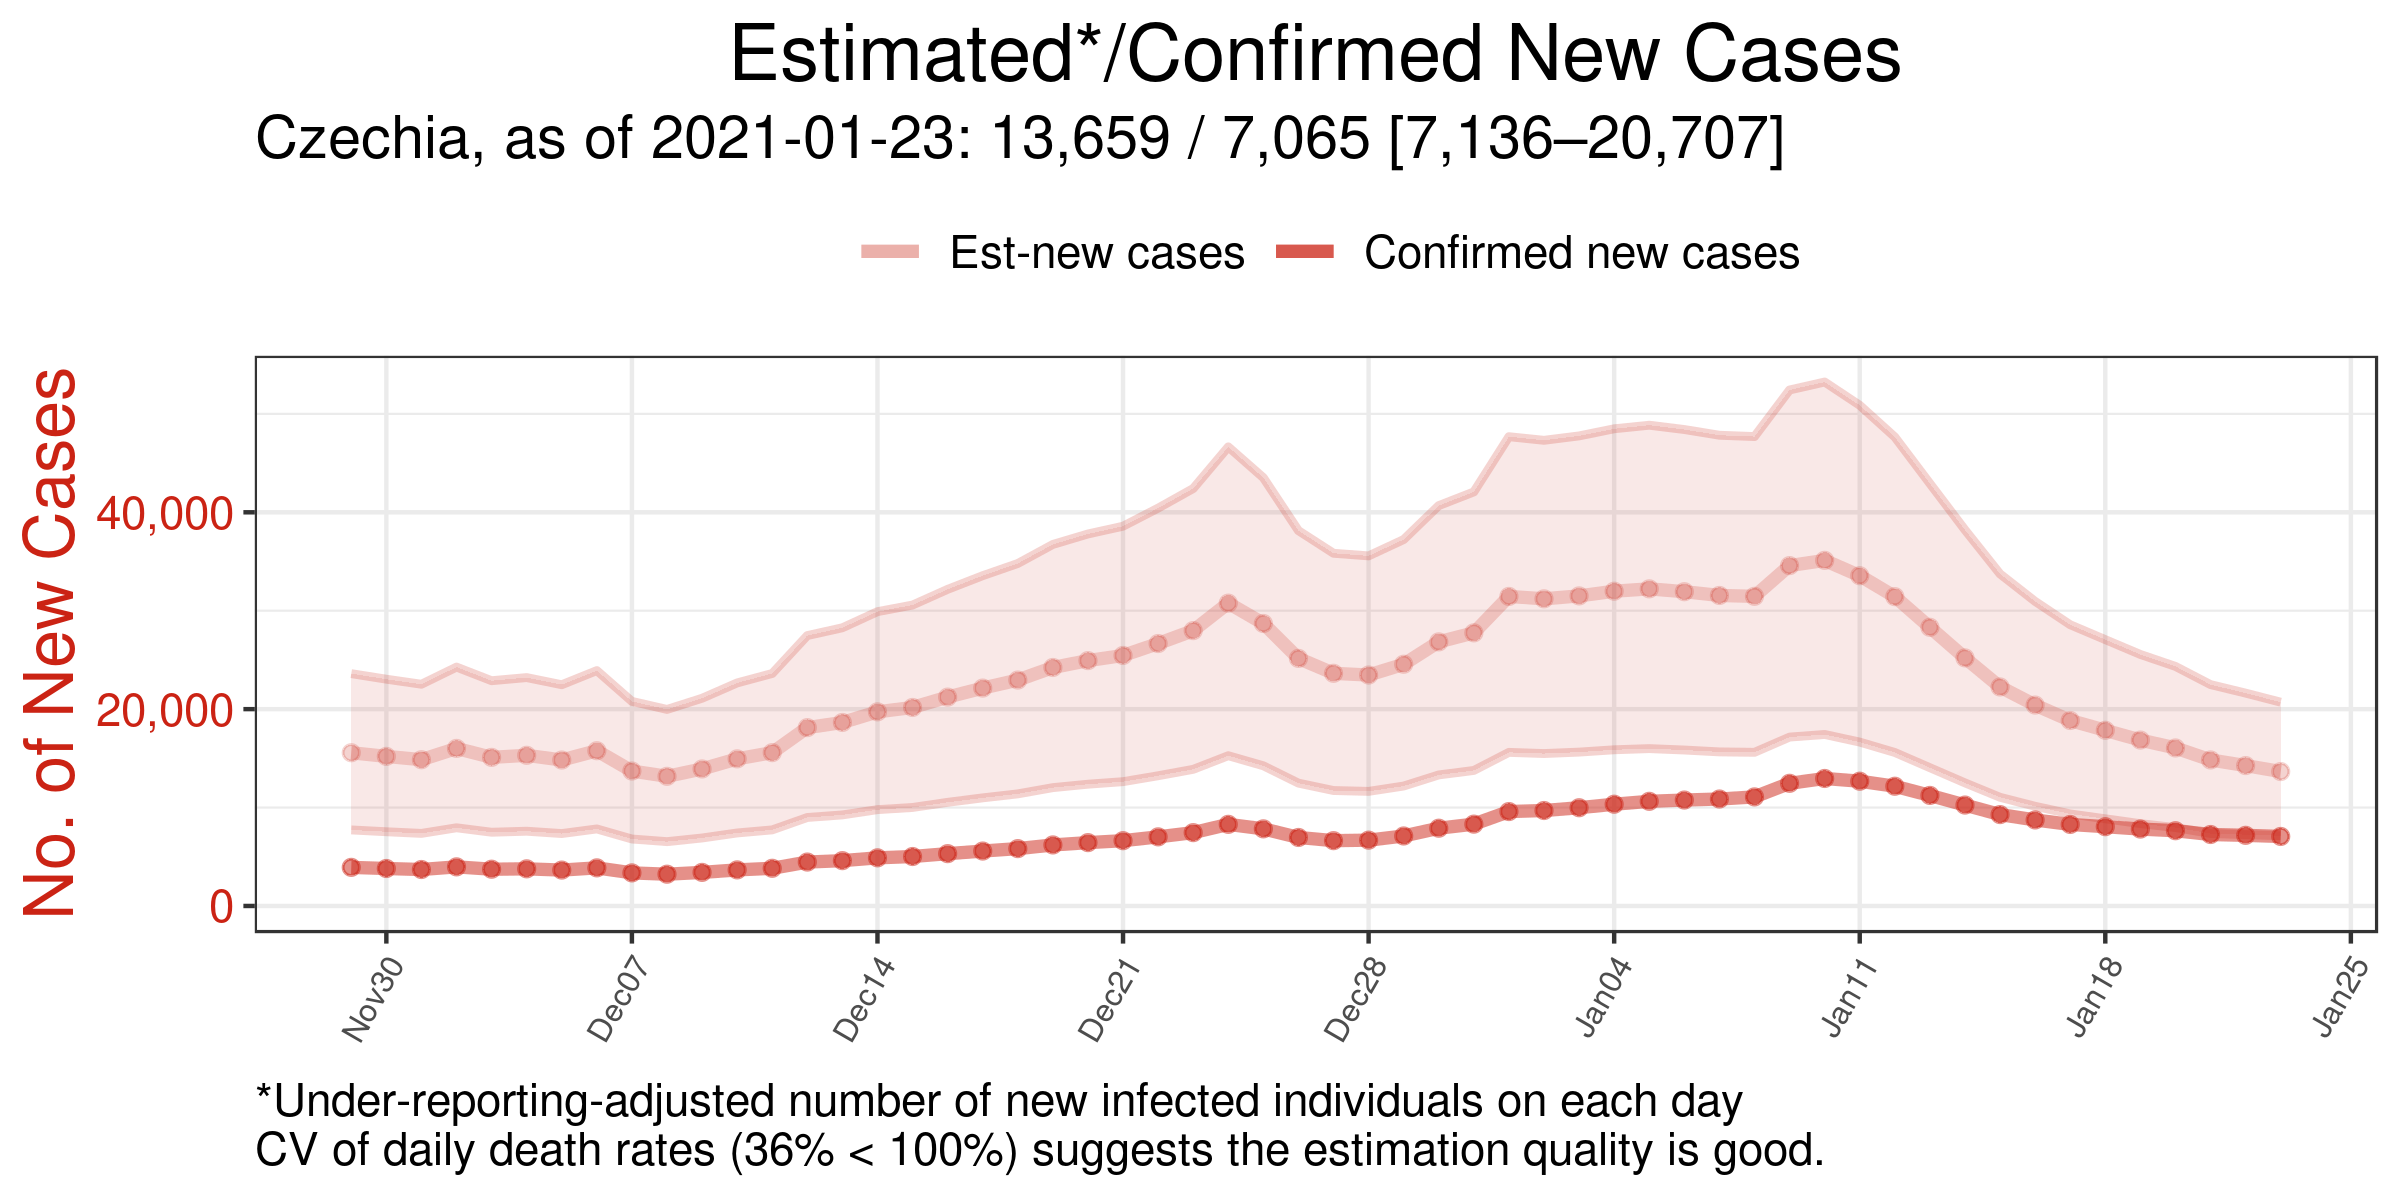 Estimated*/Confirmed New Cases
Czechia, as of 2021-01-23: 13,659 / 7,065 [7,136–20,707]
Est-new cases Confirmed new cases
No. of New Cases
40,000
20,000
0
Nov30 Dec07 Dec14 Dec21 Dec28 Jan04 Jan11 Jan18 Jan25
*Under-reporting-adjusted number of new infected individuals on each day
CV of daily death rates (36% < 100%) suggests the estimation quality is good.